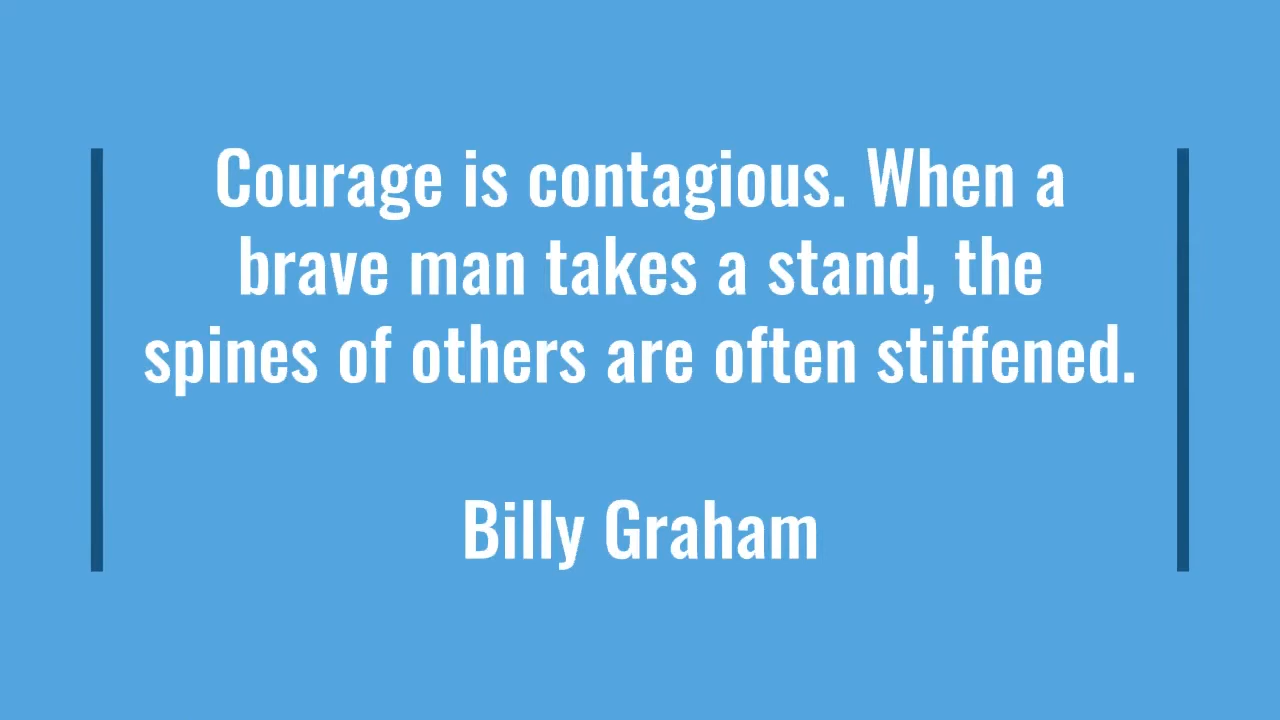 Courage is contagious. When a
brave man takes a stand, the
spines of others are often stiffened.
Billy Graham